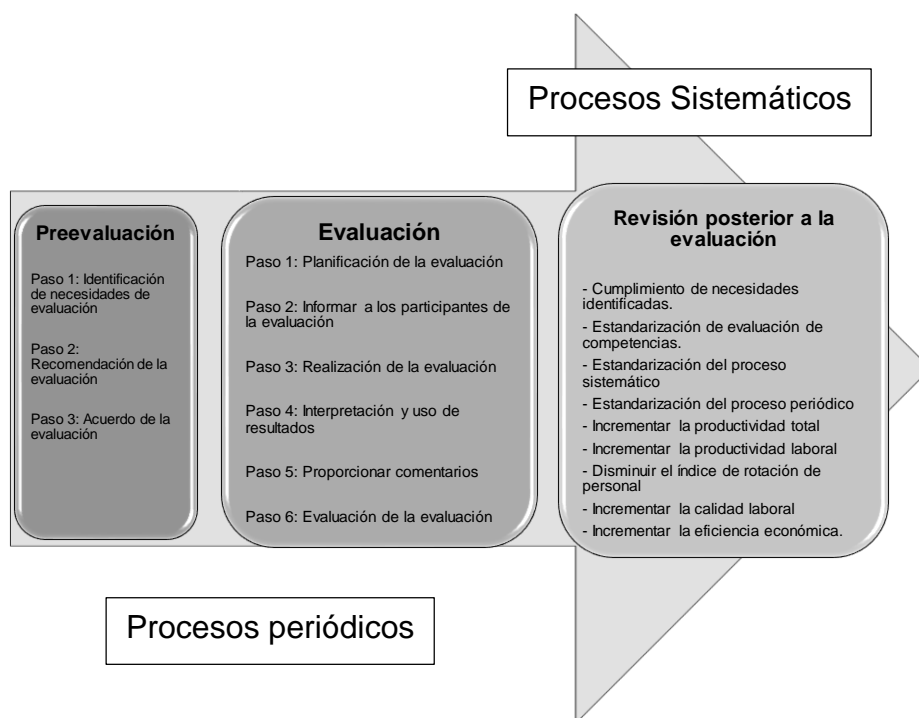 Procesos Sistemáticos
Preevaluación
Paso 1: Identificación
de necesidades de
evaluación
Paso 2:
Recomendación de la
evaluación
Paso 3: Acuerdo de la
evaluación
Evaluación
Paso 1: Planificación de la evaluación
Paso 2: Informar a los participantes de
la evaluación
Paso 3: Realización de la evaluación
Paso 4: Interpretación y uso de
resultados
Paso 5: Proporcionar comentarios
Paso 6: Evaluación de la evaluación
Revisión posterior a la
evaluación
- Cumplimiento de necesidades
identificadas.
- Estandarización de evaluación de
competencias.
- Estandarización del proceso
sistemático
- Estandarización del proceso periódico
- Incrementar la productividad total
- Incrementar la productividad laboral
- Disminuir el índice de rotación de
personal
- Incrementar la calidad laboral
- Incrementar la eficiencia económica.
Procesos periódicos